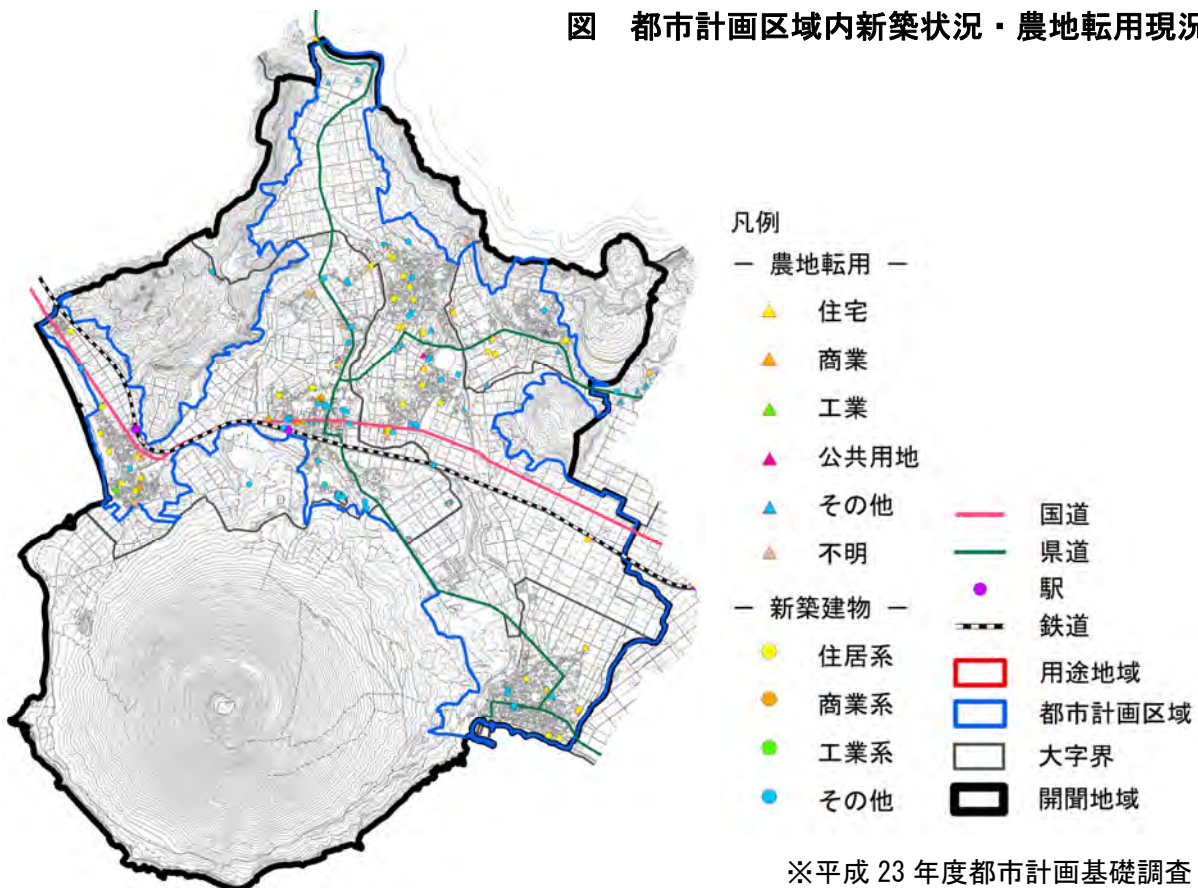 図 都市計画区域内新築状況・農地転用現況
凡例
― 農地転用 ―
住宅
商業
工業
公共用地
その他
不明
― 新築建物 ―
住居系
商業系
工業系
その他
国道
県道
駅
鉄道
用途地域
都市計画区域
大字界
開聞地域
※平成 23 年度都市計画基礎調査